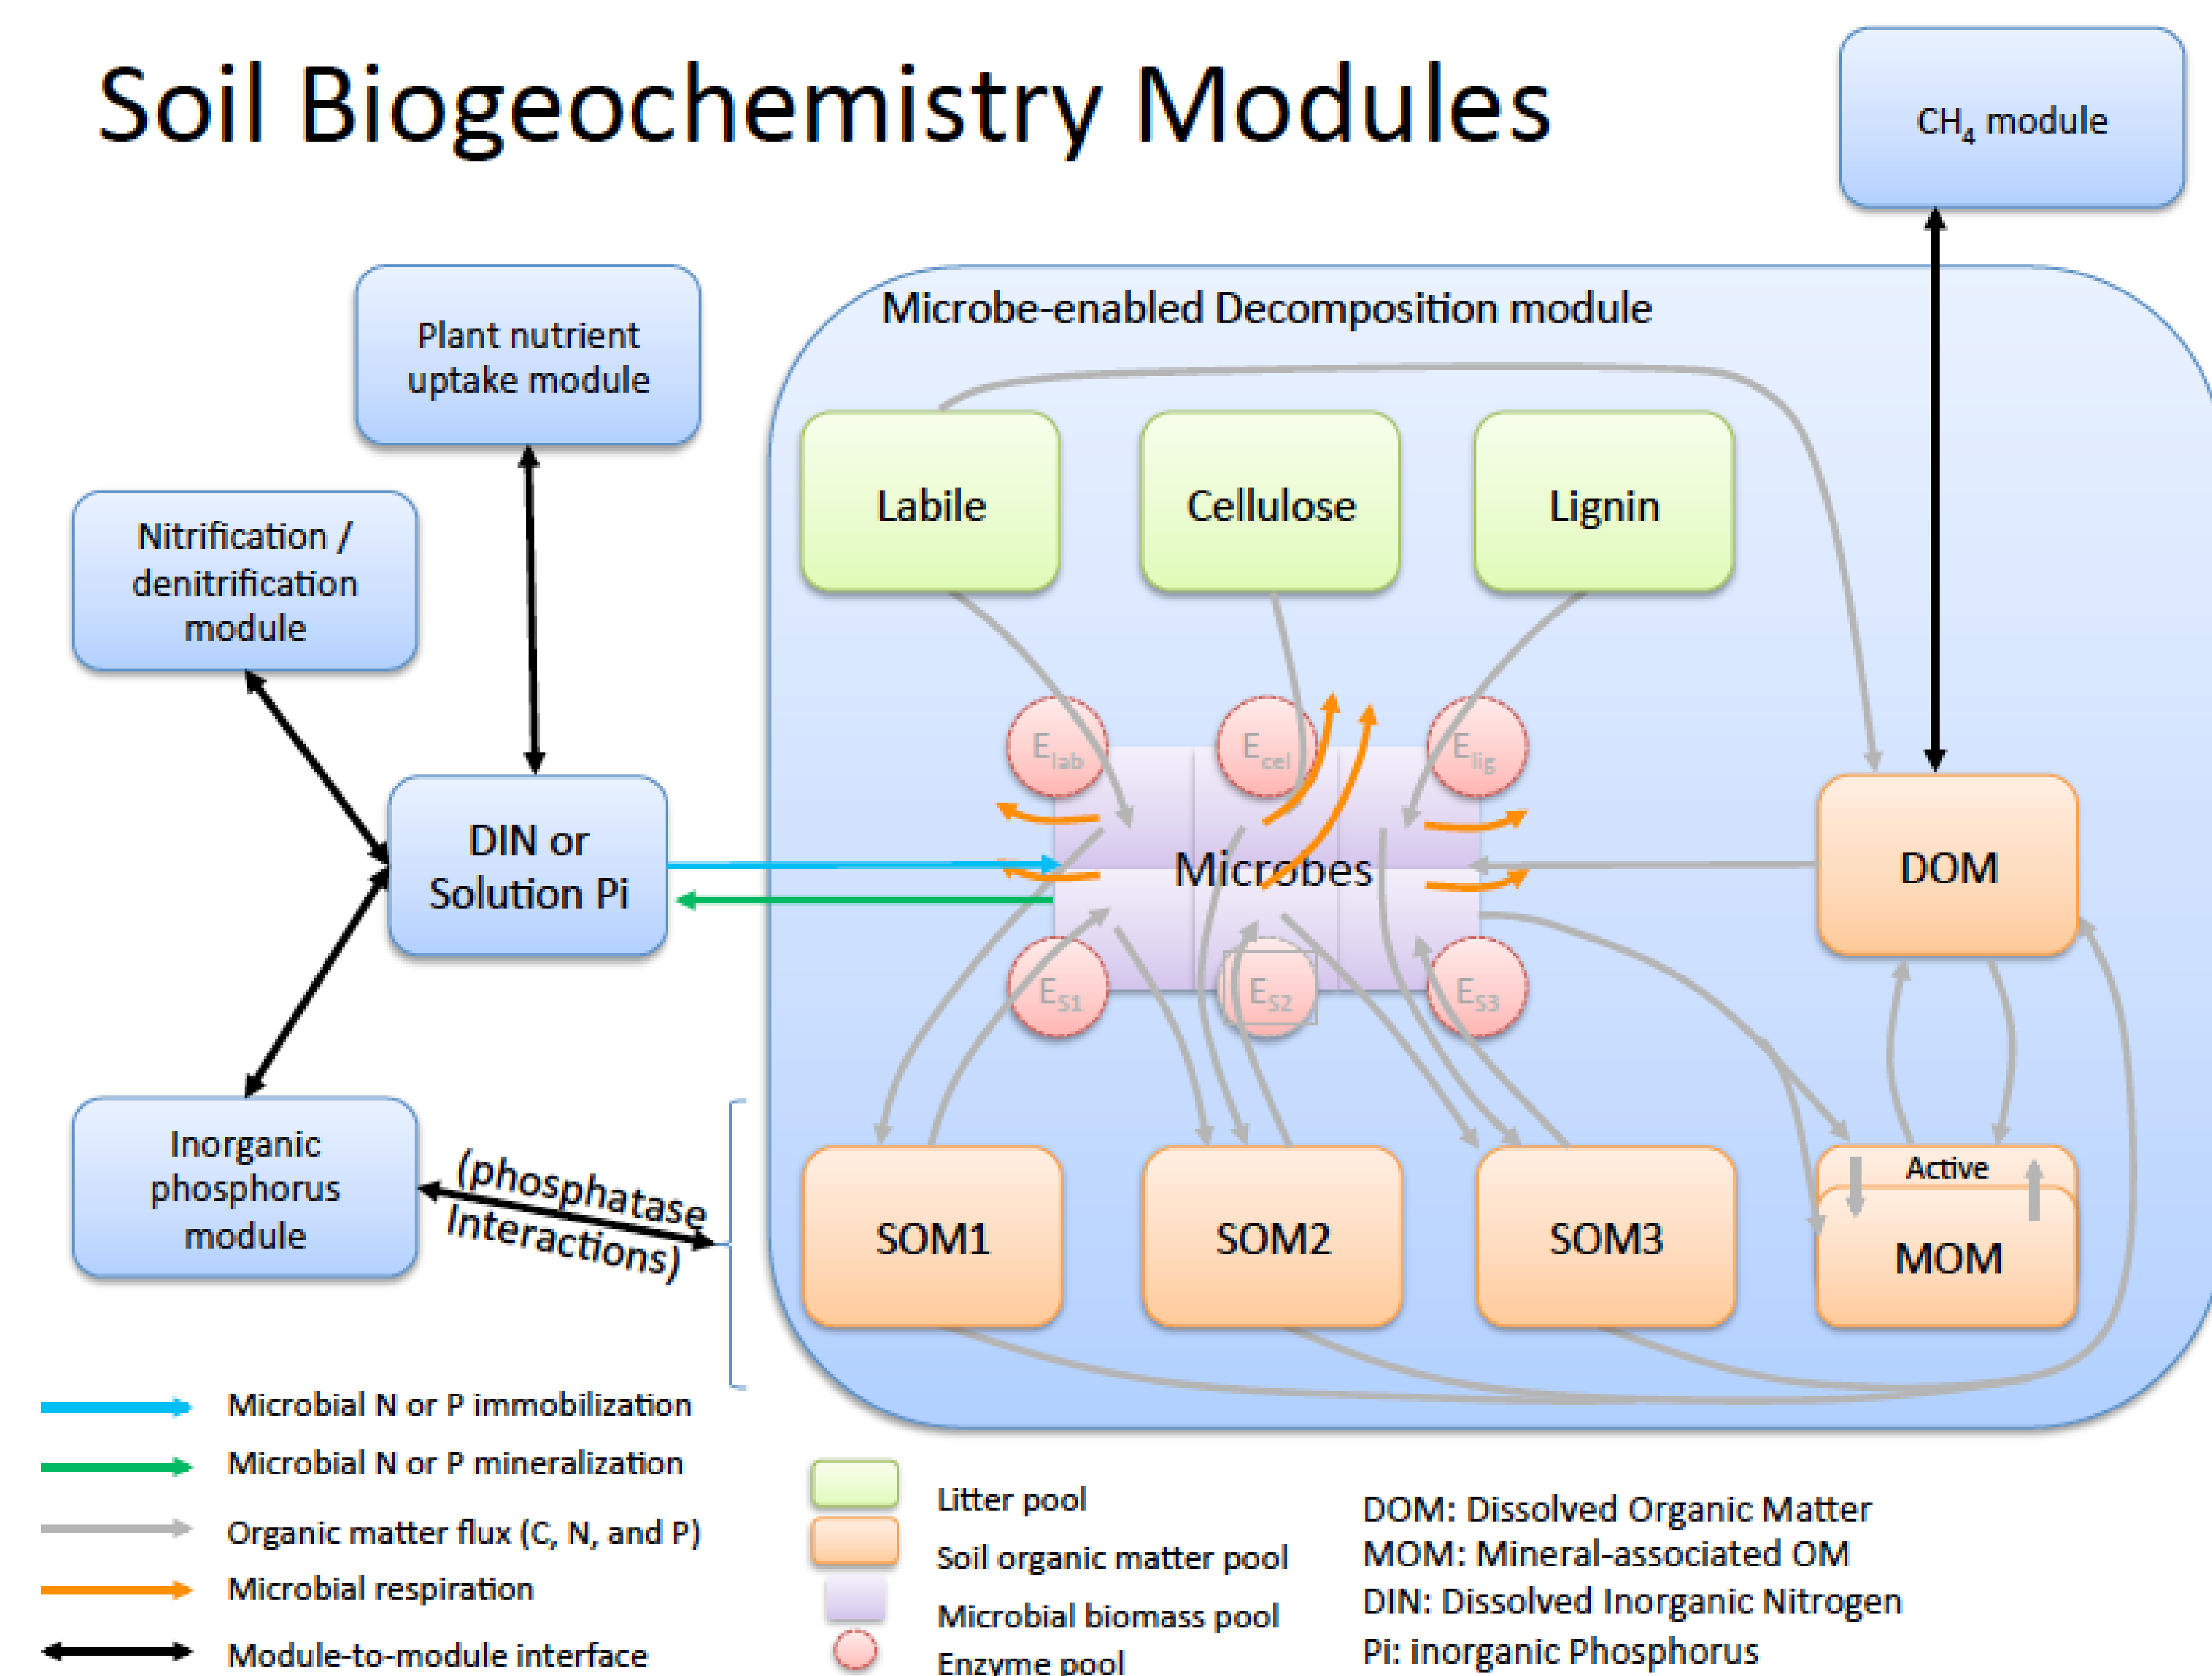 Soil Biogeochemistry Modules
CH4 module
Plant nutrient
uptake module
Microbe-enabled Decomposition module
Nitrification /
denitrification
module
Labile
Cellulose
Lignin
Elab
Ecel
Elig
DIN or
Solution Pi
Microbes
DOM
ES1
ES2
ES3
Inorganic
phosphorus
module
(phosphatase
Interactions)
SOM1
SOM2
SOM3
Active
MOM
Microbial N or P immobilization
Microbial N or P mineralization
Organic matter flux (C, N, and P)
Microbial respiration
Module-to-module interface
Litter pool
Soil organic matter pool
Microbial biomass pool
Enzyme pool
DOM: Dissolved Organic Matter
MOM: Mineral-associated OM
DIN: Dissolved Inorganic Nitrogen
Pi: inorganic Phosphorus